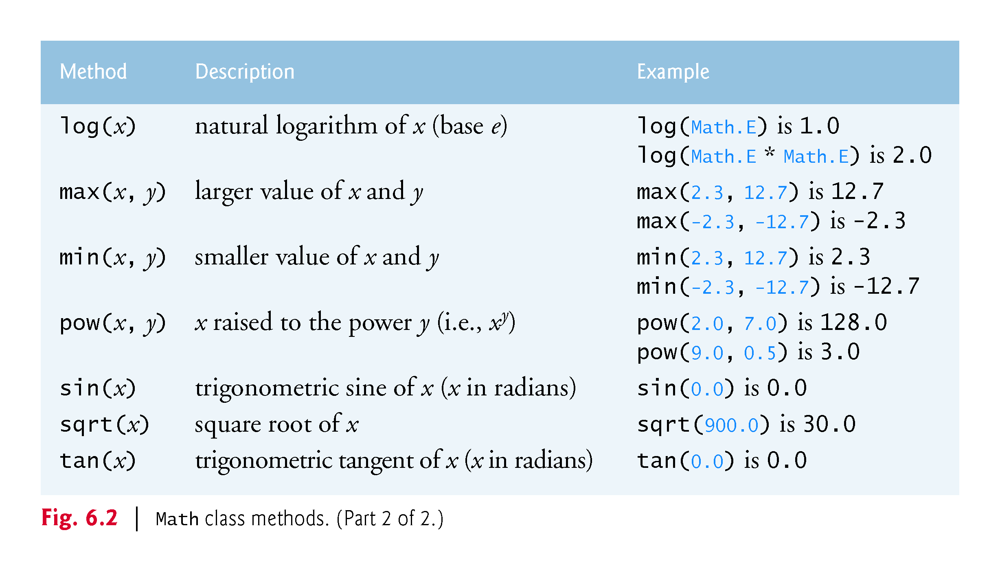 Method Description Example
log(x) natural logarithm of x (base e) log(Math.E) is 1.0
log(Math.E * Math.E) is 2.0
max(x, y) larger value of x and y max(2.3, 12.7) is 12.7
max(-2.3, -12.7) is -2.3
min(x, y) smaller value of x and y min(2.3, 12.7) is 2.3
min(-2.3, -12.7) is -12.7
pow(x, y) x raised to the power y (i.e., xʸ) pow(2.0, 7.0) is 128.0
pow(9.0, 0.5) is 3.0
sin(x) trigonometric sine of x (x in radians) sin(0.0) is 0.0
sqrt(x) square root of x sqrt(900.0) is 30.0
tan(x) trigonometric tangent of x (x in radians) tan(0.0) is 0.0
Fig. 6.2 | Math class methods. (Part 2 of 2.)